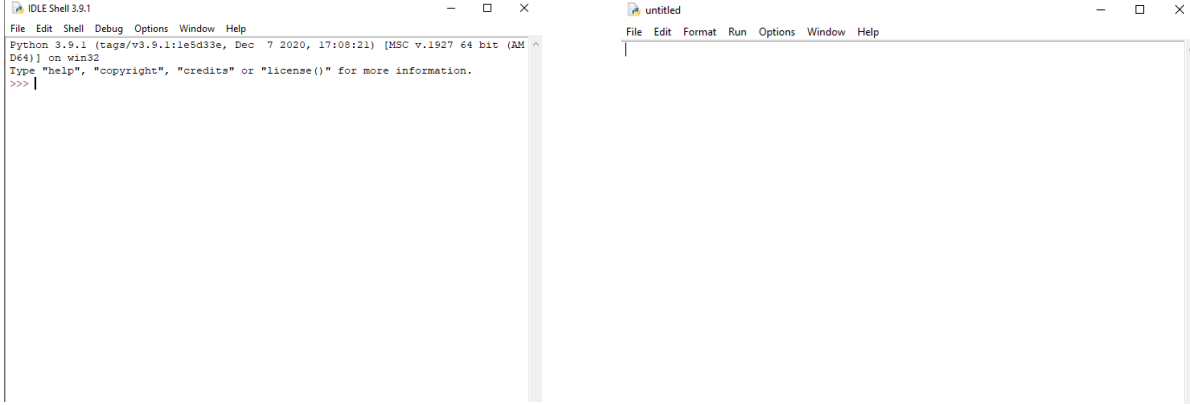 IDLE Shell 3.9.1
File Edit Shell Debug Options Window Help
Python 3.9.1 (tags/v3.9.1:1e5d33e, Dec  7 2020, 17:08:21) [MSC v.1927 64 bit (AM
D64)] on win32
Type "help", "copyright", "credits" or "license()" for more information.
>>>
untitled
File Edit Format Run Options Window Help